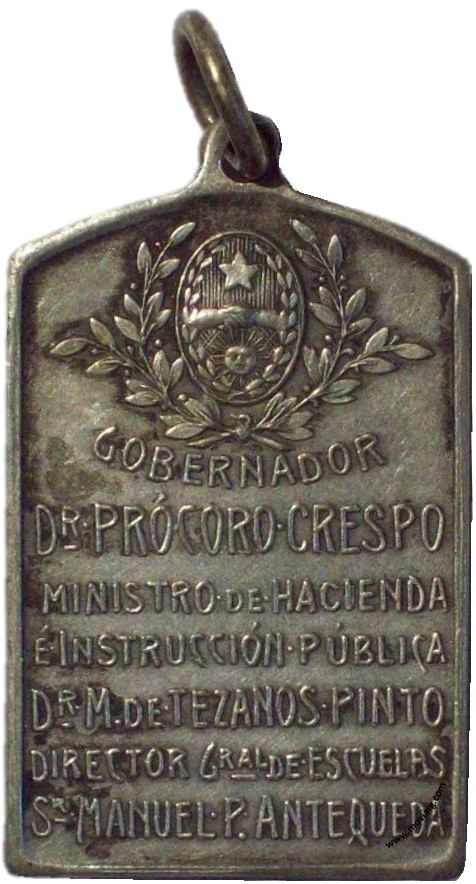 GOBERNADOR
DR·PRÓCORO·CRESPO
MINISTRO·DE·HACIENDA
É INSTRUCCIÓN·PÚBLICA
DR.M.DE TEZANOS·PINTO
DIRECTOR GRAL·DE·ESCUELAS
SR·MANUEL·P. ANTEQUEDA